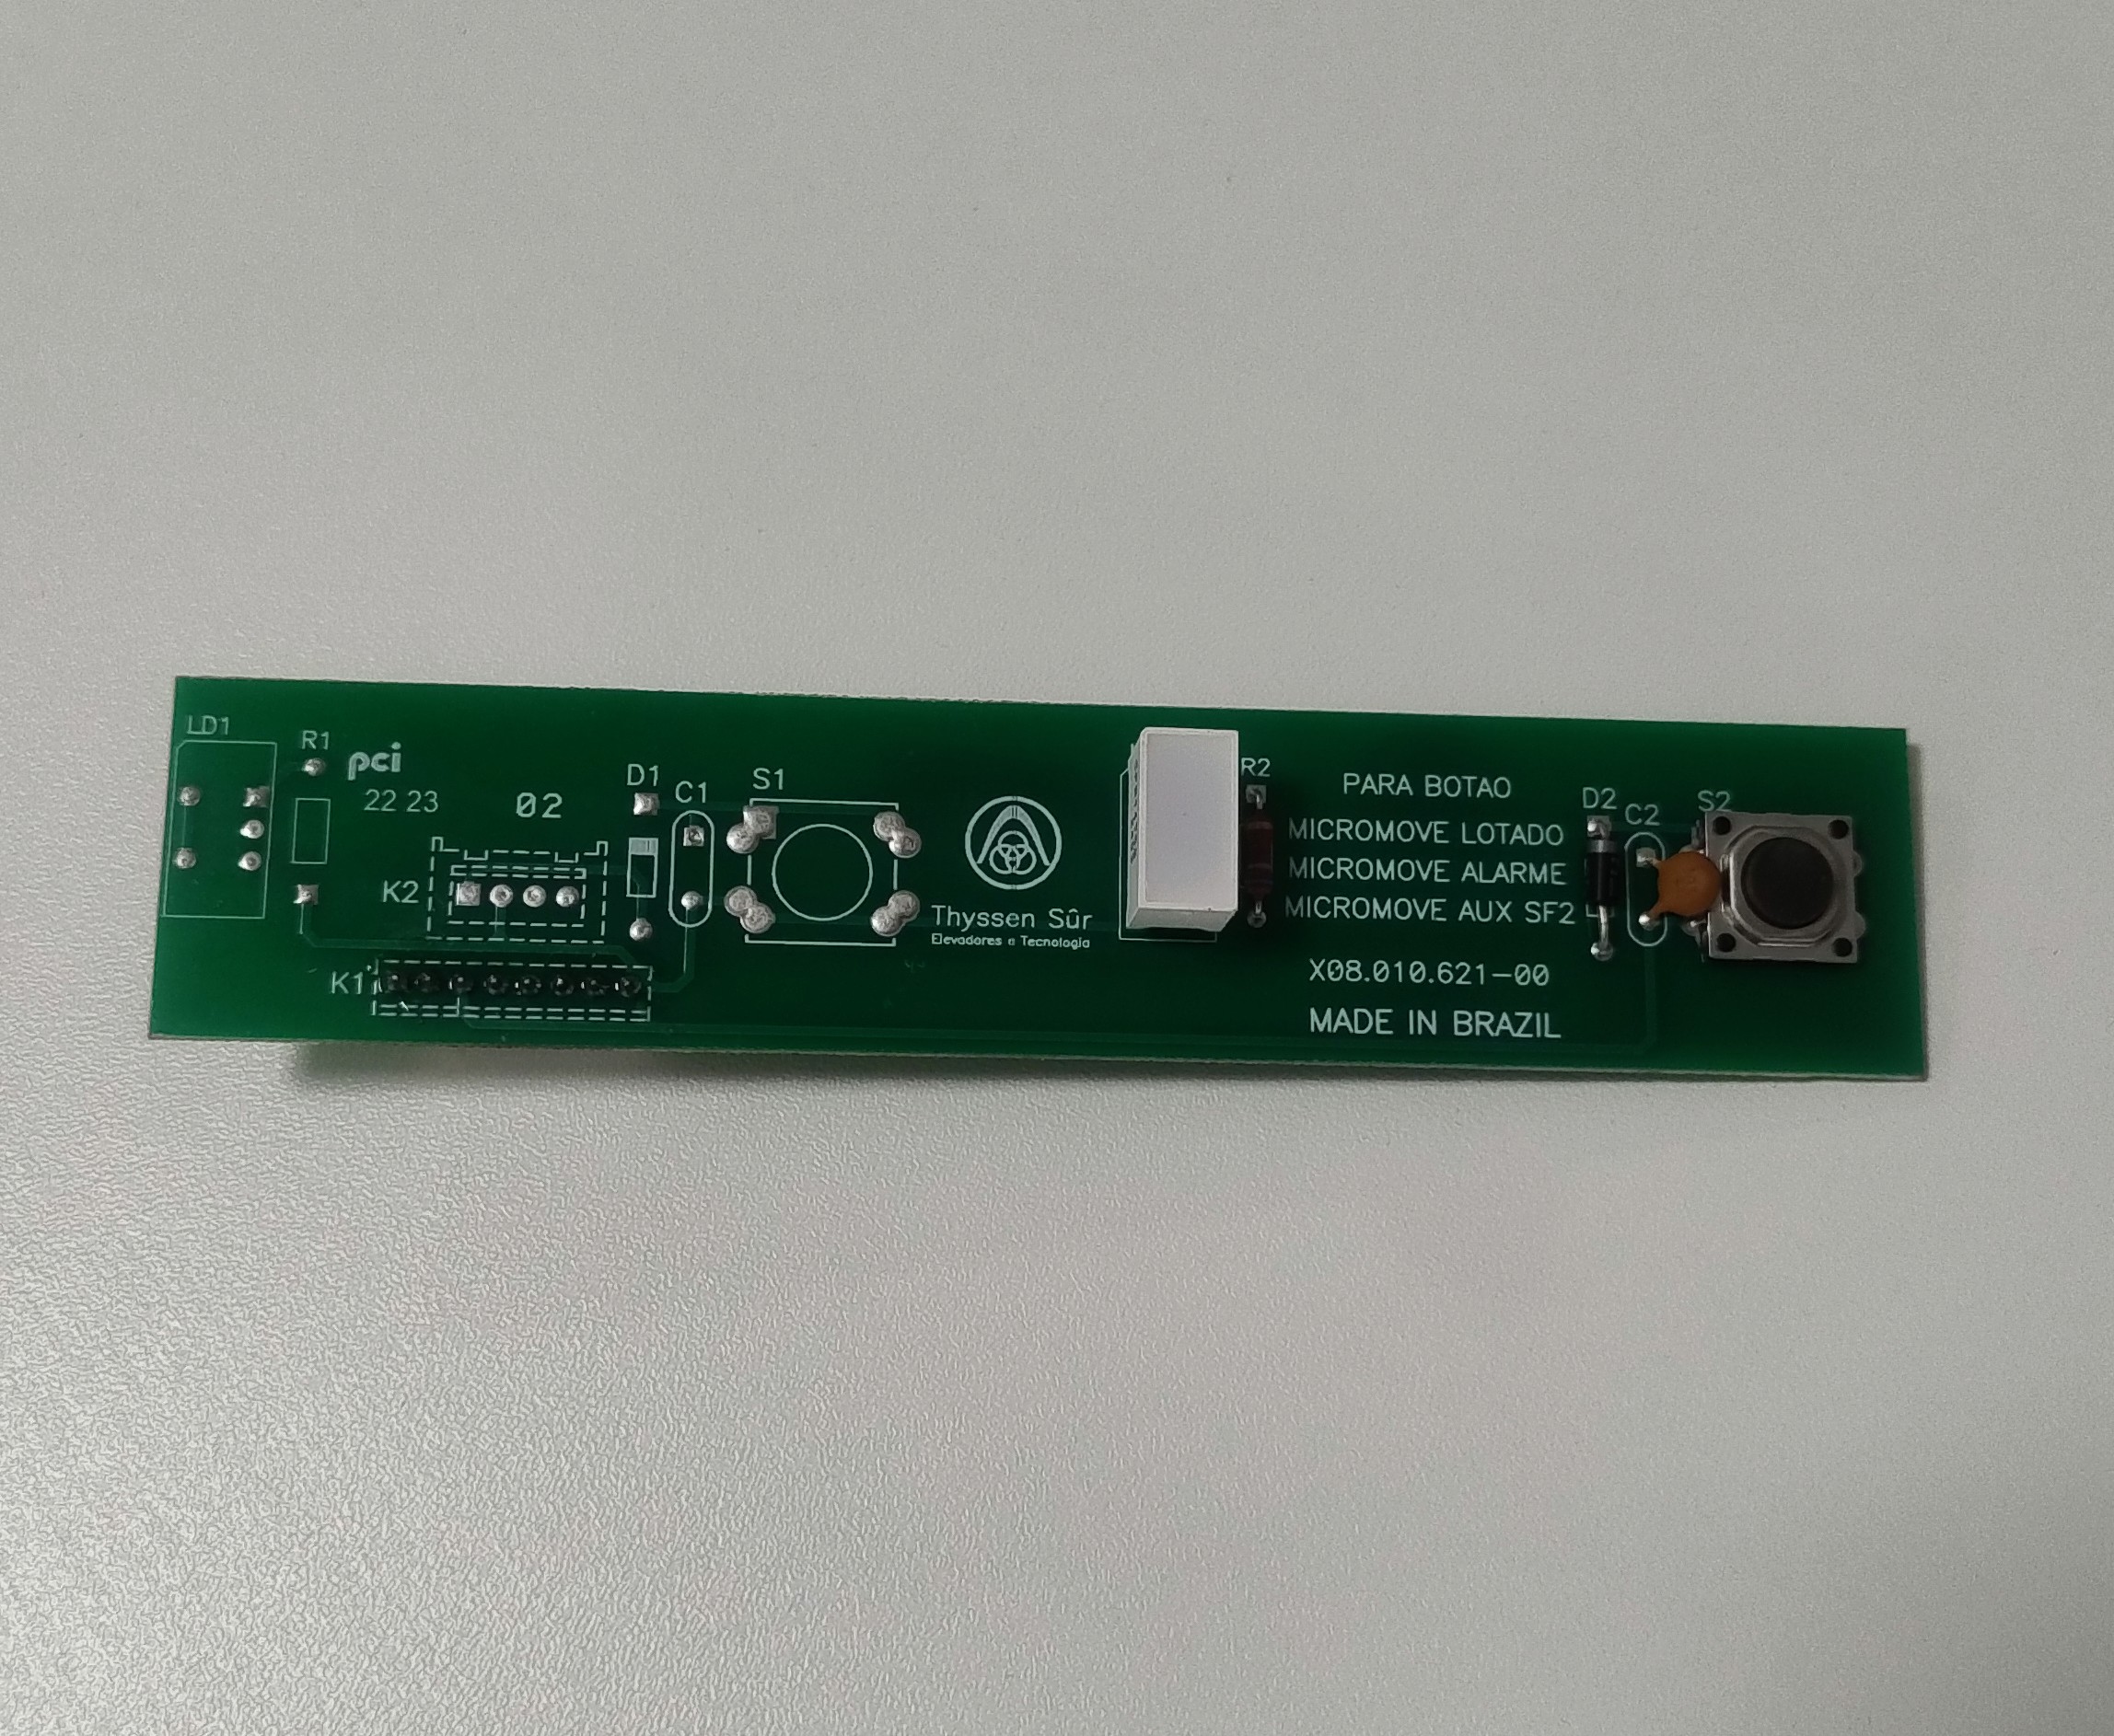 LD1
R1
pci
22 23
02
K2
K1
D1
C1
S1
Thyssen Sûr
Elevadores e Tecnologia
R2
PARA BOTAO
MICROMOVE LOTADO
MICROMOVE ALARME
MICROMOVE AUX SF2
X08.010.621-00
MADE IN BRAZIL
D2
C2
S2